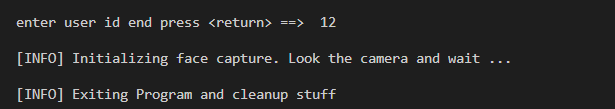 enter user id end press <return> ==>  12
[INFO] Initializing face capture. Look the camera and wait ...
[INFO] Exiting Program and cleanup stuff